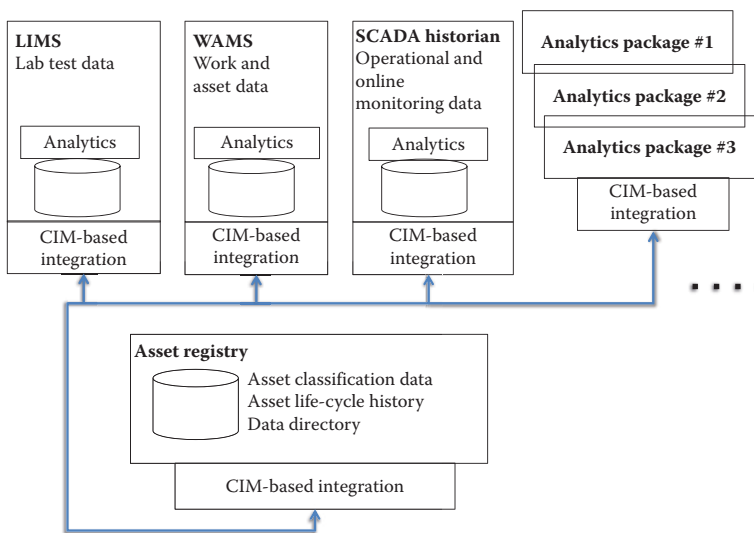 LIMS
Lab test data
Analytics
CIM-based
integration
WAMS
Work and
asset data
Analytics
CIM-based
integration
SCADA historian
Operational and
online
monitoring data
Analytics
CIM-based
integration
Analytics package #1
Analytics package #2
Analytics package #3
CIM-based
integration
...
Asset registry
Asset classification data
Asset life-cycle history
Data directory
CIM-based integration